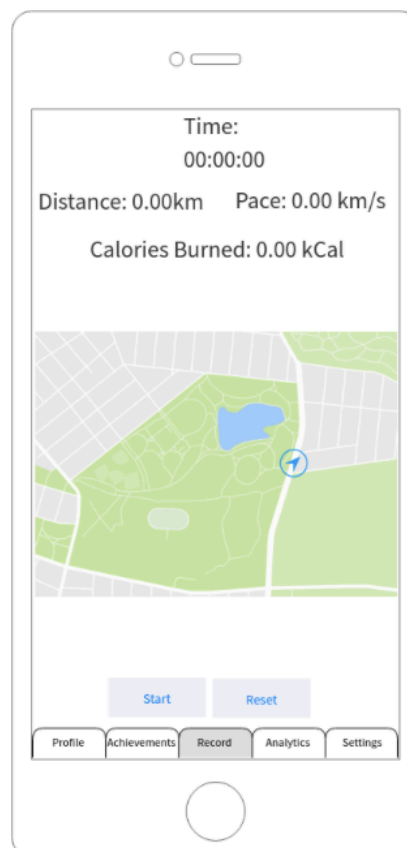 Time:
00:00:00
Distance: 0.00km Pace: 0.00 km/s
Calories Burned: 0.00 kCal
Start Reset
Profile Achievements Record Analytics Settings